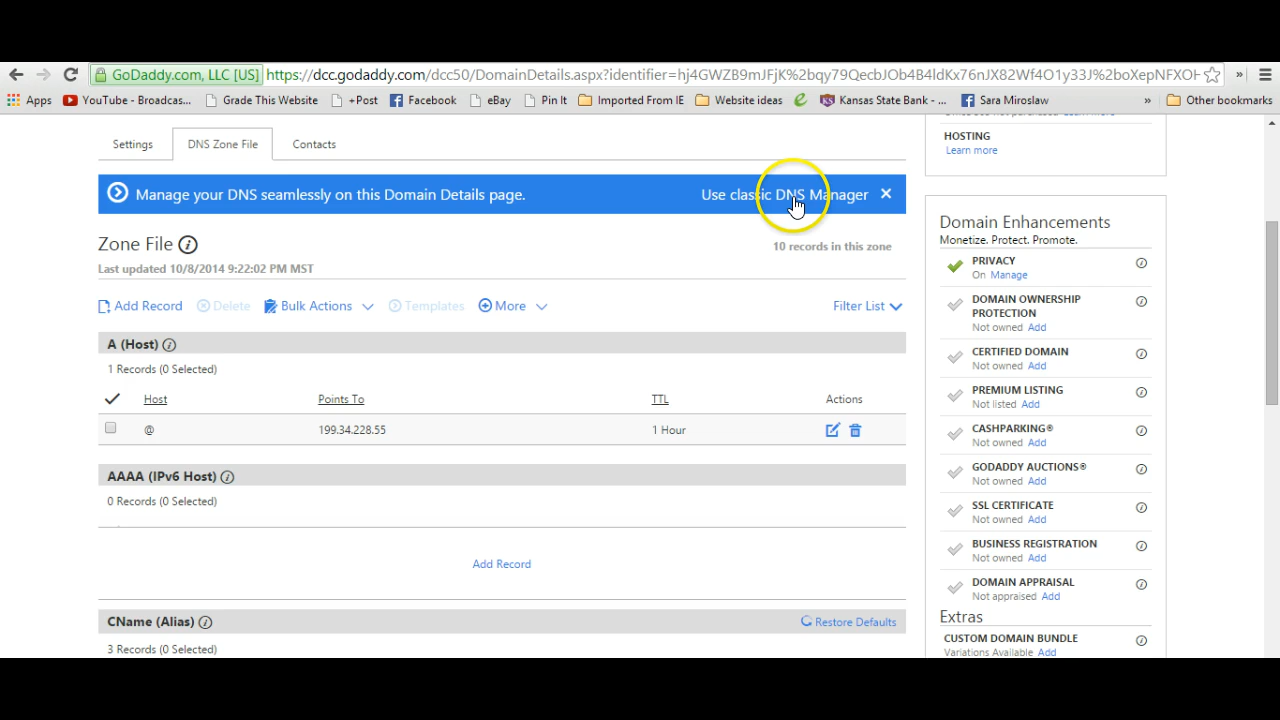 GoDaddy.com, LLC [US] https://dcc.godaddy.com/dcc50/DomainDetails.aspx?identifier=hj4GWZB9mJFjK%2bqy79QecbJOb4B4ldKx76nJX82Wf4O1y33J%2boXepNFXOH »
Apps YouTube - Broadcas... Grade This Website +Post Facebook eBay Pin It Imported From IE Website ideas Kansas State Bank - ... Sara Miroslaw » Other bookmarks
Settings DNS Zone File Contacts
Manage your DNS seamlessly on this Domain Details page. Use classic DNS Manager
Zone File
10 records in this zone
Last updated 10/8/2014 9:22:02 PM MST
Add Record Delete Bulk Actions Templates More Filter List
A (Host)
1 Records (0 Selected)
Host Points To TTL Actions
@ 199.34.228.55 1 Hour
AAAA (IPv6 Host)
0 Records (0 Selected)
Add Record
CName (Alias) Restore Defaults
3 Records (0 Selected)
HOSTING
Learn more
Domain Enhancements
Monetize. Protect. Promote.
PRIVACY
On Manage
DOMAIN OWNERSHIP
PROTECTION
Not owned Add
CERTIFIED DOMAIN
Not owned Add
PREMIUM LISTING
Not listed Add
CASHPARKING®
Not owned Add
GODADDY AUCTIONS®
Not owned Add
SSL CERTIFICATE
Not owned Add
BUSINESS REGISTRATION
Not owned Add
DOMAIN APPRAISAL
Not appraised Add
Extras
CUSTOM DOMAIN BUNDLE
Variations Available Add